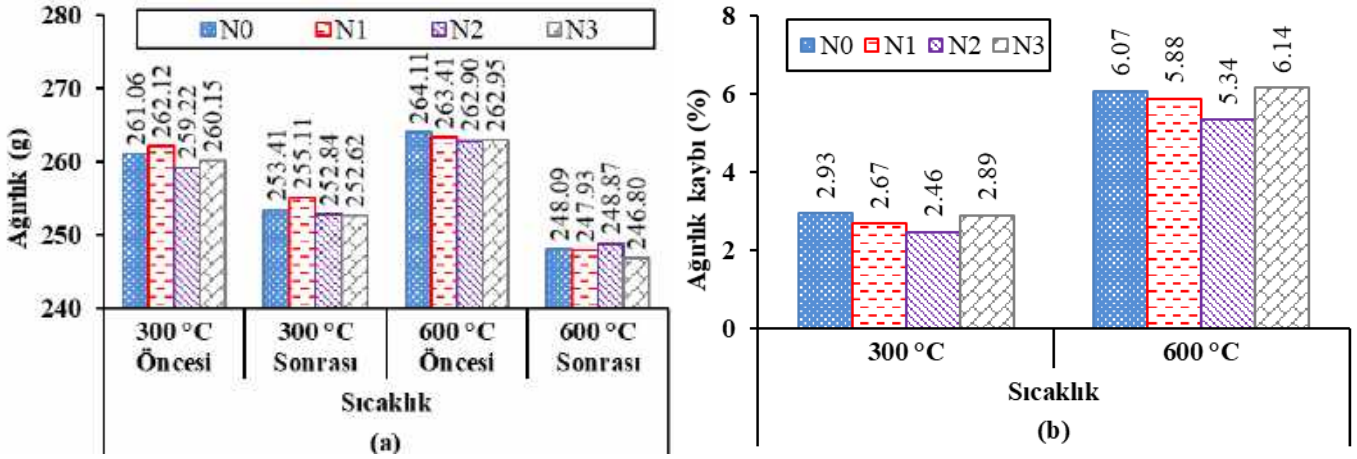 280
270
260
250
240
Ağırlık (g)
N0 N1 N2 N3
261.06 262.12 259.22 260.15
253.41 255.11 252.84 252.62
264.11 263.41 262.90 262.95
248.09 247.93 248.87 246.80
300 °C 300 °C 600 °C 600 °C
Öncesi Sonrası Öncesi Sonrası
Sıcaklık
(a)
8
6
4
2
0
Ağırlık kaybı (%)
N0 N1 N2 N3
2.93 2.67 2.46 2.89
6.07 5.88 5.34 6.14
300 °C 600 °C
Sıcaklık
(b)